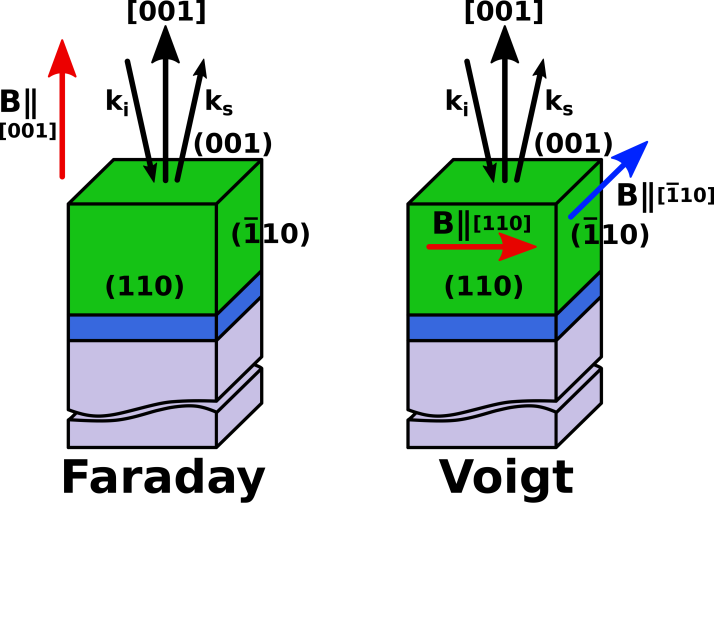 [001]
B∥
[001]
kᵢ
kₛ
(001)
(1̄10)
(110)
Faraday
[001]
kᵢ
kₛ
(001)
B∥[1̄10]
B∥[110]
(1̄10)
(110)
Voigt